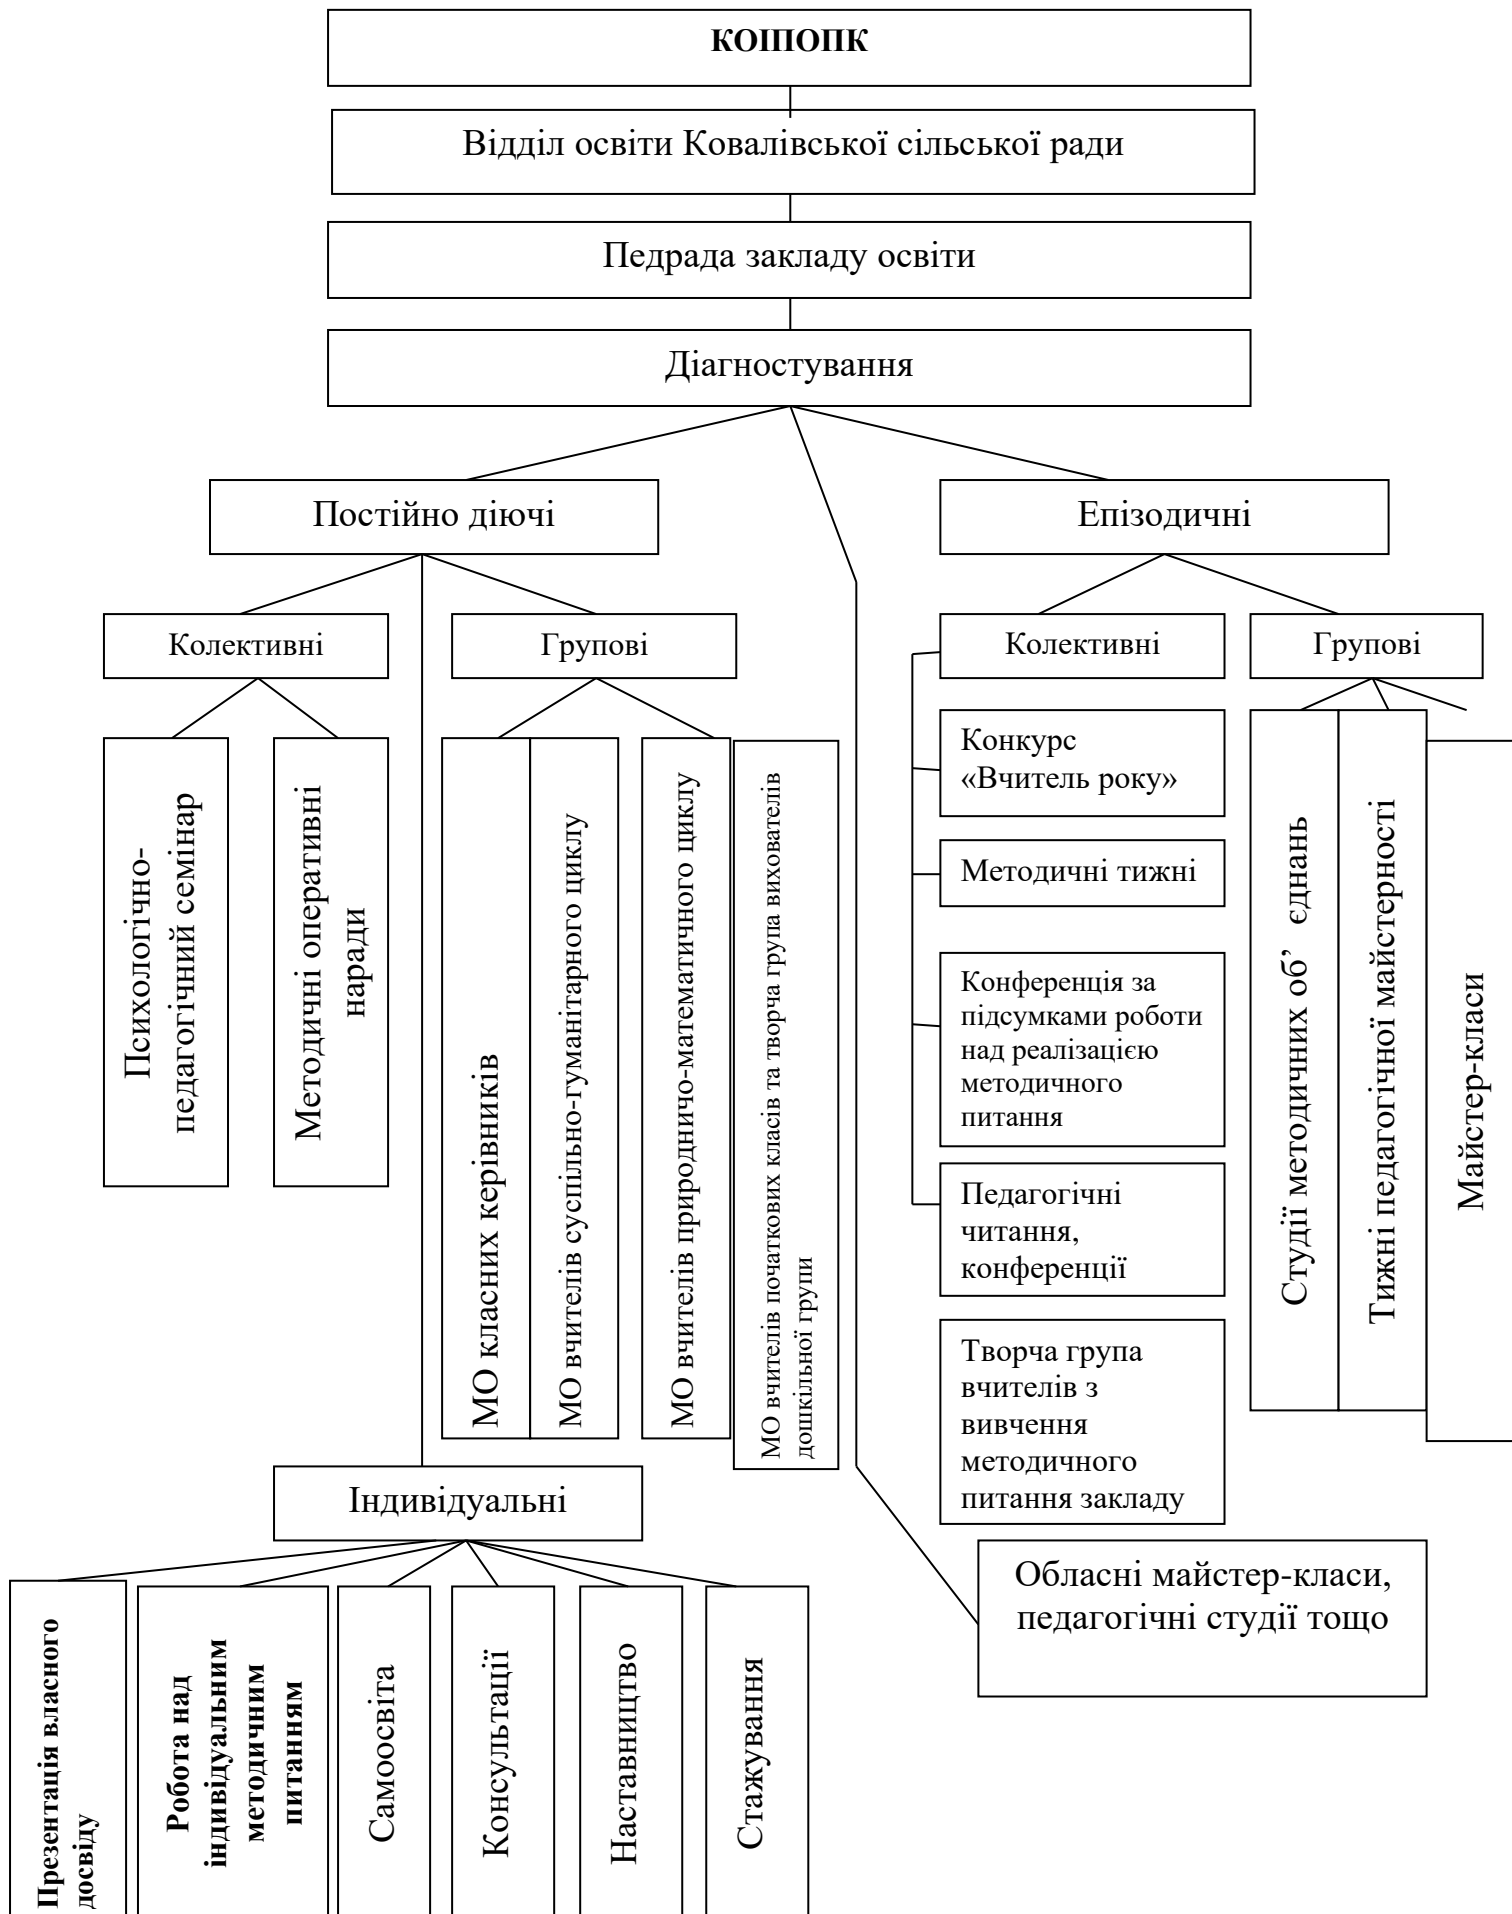 КОІПОПК
Відділ освіти Ковалівської сільської ради
Педрада закладу освіти
Діагностування
Постійно діючі
Епізодичні
Колективні
Групові
Колективні
Групові
Психологічно-
педагогічний семінар
Методичні оперативні
наради
МО класних керівників
МО вчителів суспільно-гуманітарного циклу
МО вчителів природничо-математичного циклу
МО вчителів початкових класів та творча група вихователів
дошкільної групи
Конкурс
«Вчитель року»
Методичні тижні
Конференція за
підсумками роботи
над реалізацією
методичного
питання
Педагогічні
читання,
конференції
Творча група
вчителів з
вивчення
методичного
питання закладу
Студії методичних об’ єднань
Тижні педагогічної майстерності
Майстер-класи
Індивідуальні
Обласні майстер-класи,
педагогічні студії тощо
Презентація власного
досвіду
Робота над
індивідуальним
методичним
питанням
Самоосвіта
Консультації
Наставництво
Стажування